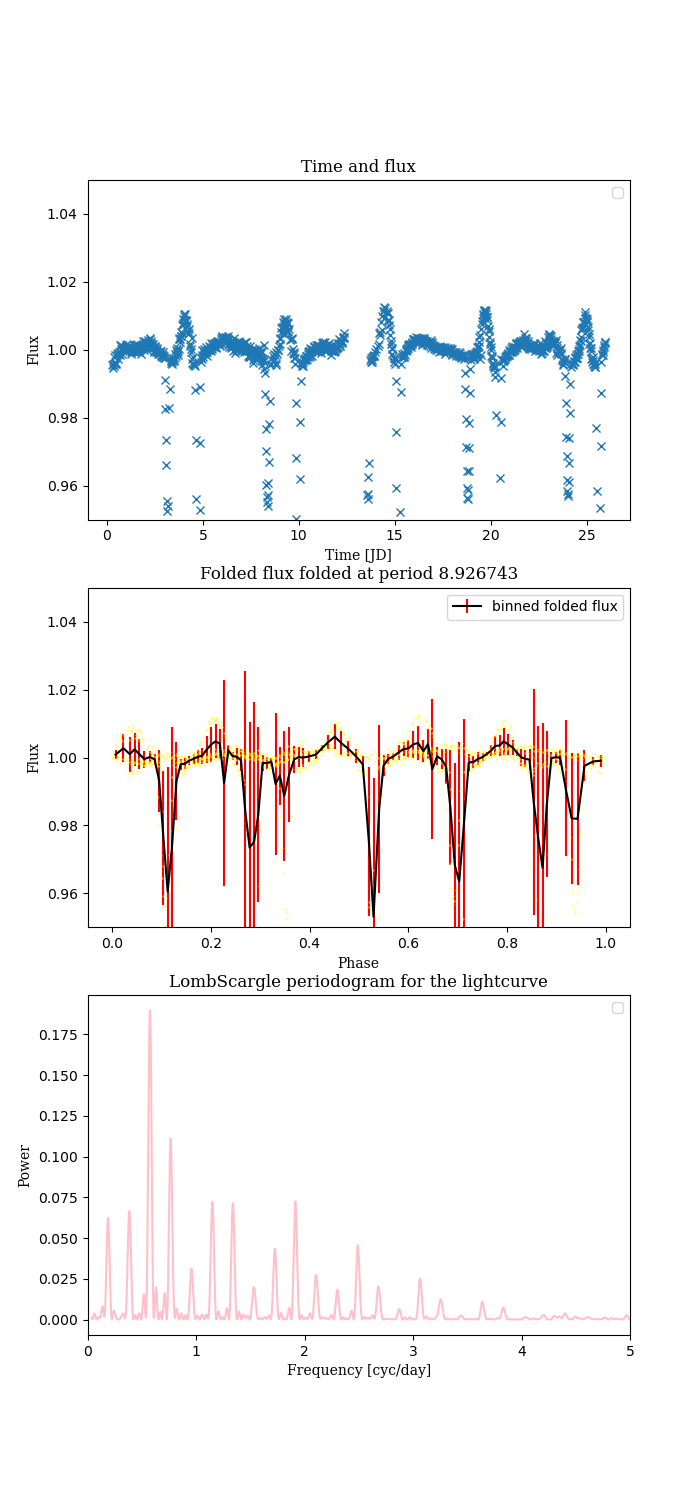 Time and flux
1.04
1.02
1.00
0.98
0.96
Flux
0 5 10 15 20 25
Time [JD]
Folded flux folded at period 8.926743
binned folded flux
1.04
1.02
1.00
0.98
0.96
Flux
0.0 0.2 0.4 0.6 0.8 1.0
Phase
LombScargle periodogram for the lightcurve
0.175
0.150
0.125
0.100
0.075
0.050
0.025
0.000
Power
0 1 2 3 4 5
Frequency [cyc/day]